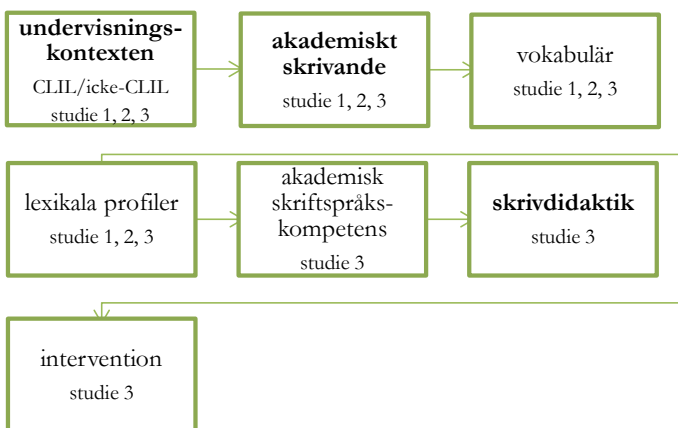 undervisnings-
kontexten
CLIL/icke-CLIL
studie 1, 2, 3
akademiskt
skrivande
studie 1, 2, 3
vokabulär
studie 1, 2, 3
lexikala profiler
studie 1, 2, 3
akademisk
skriftspråks-
kompetens
studie 3
skrivdidaktik
studie 3
intervention
studie 3